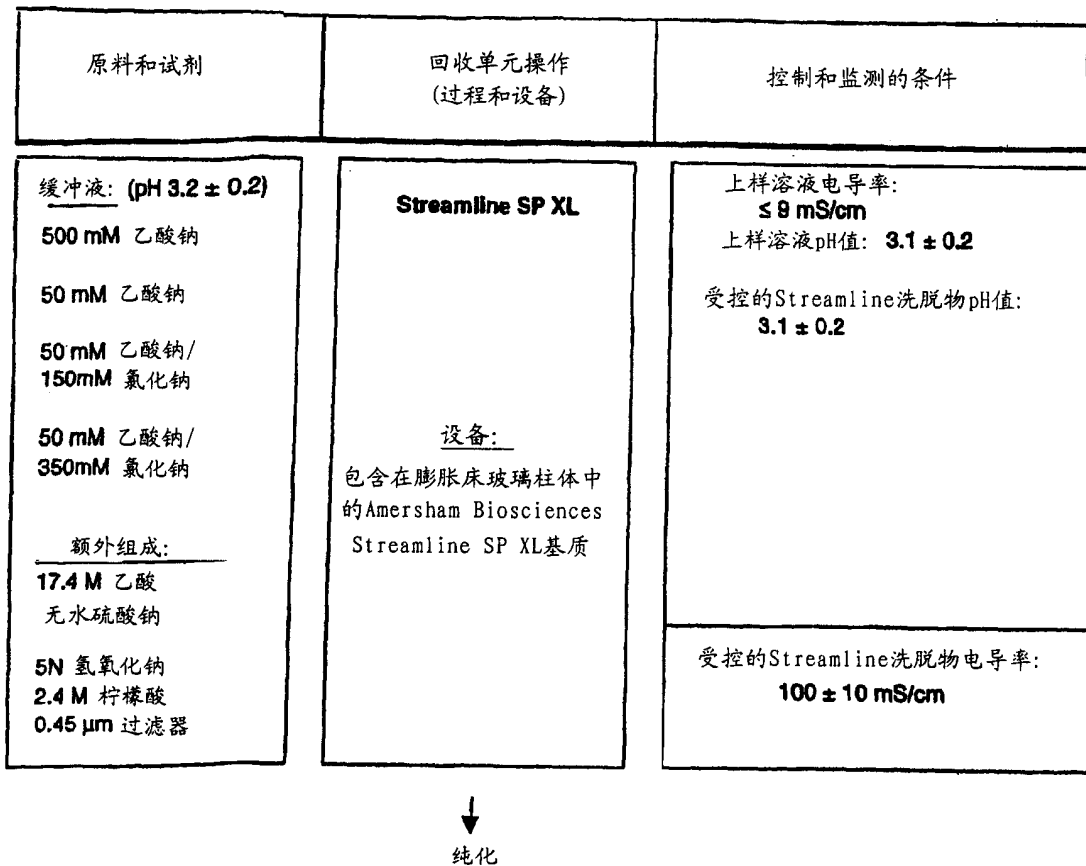 原料和试剂
回收单元操作
(过程和设备)
控制和监测的条件
缓冲液: (pH 3.2 ± 0.2)
500 mM 乙酸钠
50 mM 乙酸钠
50 mM 乙酸钠/
150mM 氯化钠
50 mM 乙酸钠/
350mM 氯化钠
额外组成:
17.4 M 乙酸
无水硫酸钠
5N 氢氧化钠
2.4 M 柠檬酸
0.45 µm 过滤器
Streamline SP XL
设备:
包含在膨胀床玻璃柱体中
的Amersham Biosciences
Streamline SP XL基质
上样溶液电导率:
≤ 9 mS/cm
上样溶液pH值: 3.1 ± 0.2
受控的Streamline洗脱物pH值:
3.1 ± 0.2
受控的Streamline洗脱物电导率:
100 ± 10 mS/cm
纯化